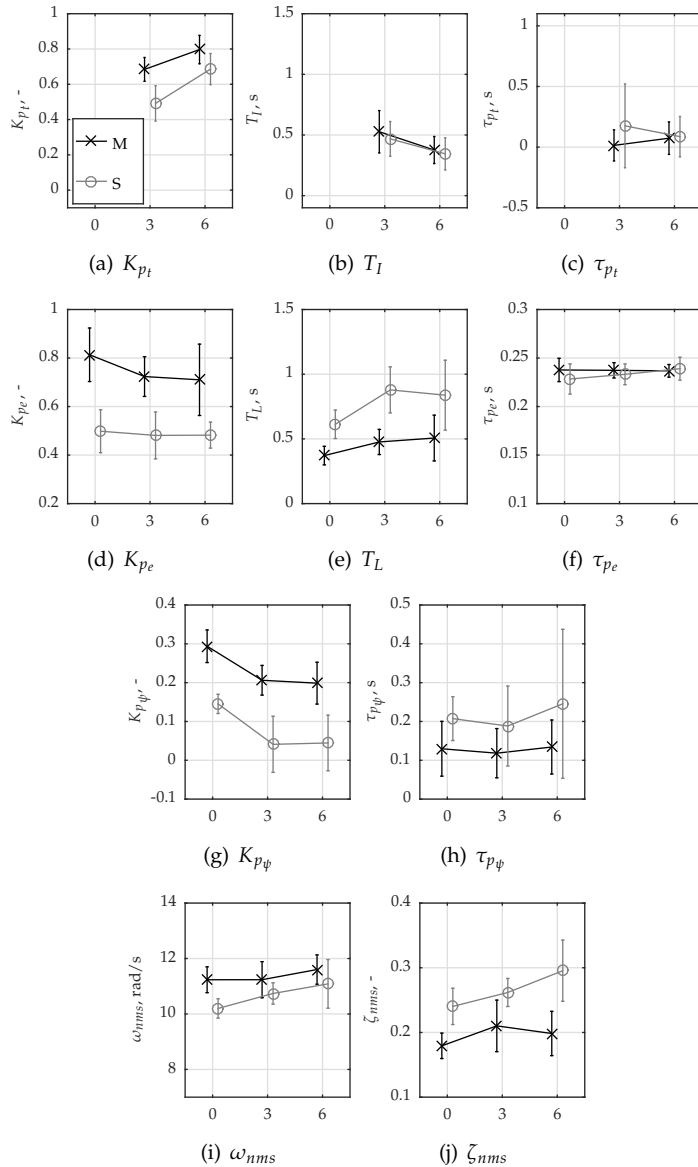 1
0.8
0.6
0.4
0.2
0
K_{p_t}, -
M
S
0 3 6
(a) K_{p_t}
1.5
1
0.5
0
T_I, s
0 3 6
(b) T_I
1
0.5
0
-0.5
τ_{p_t}, s
0 3 6
(c) τ_{p_t}
1
0.8
0.6
0.4
0.2
K_{p_e}, -
0 3 6
(d) K_{p_e}
1.5
1
0.5
0
T_L, s
0 3 6
(e) T_L
0.3
0.25
0.2
0.15
0.1
τ_{p_e}, s
0 3 6
(f) τ_{p_e}
0.4
0.3
0.2
0.1
0
-0.1
K_{p_ψ}, -
0 3 6
(g) K_{p_ψ}
0.5
0.4
0.3
0.2
0.1
0
τ_{p_ψ}, s
0 3 6
(h) τ_{p_ψ}
14
12
10
8
ω_{nms}, rad/s
0 3 6
(i) ω_{nms}
0.4
0.3
0.2
0.1
ζ_{nms}, -
0 3 6
(j) ζ_{nms}